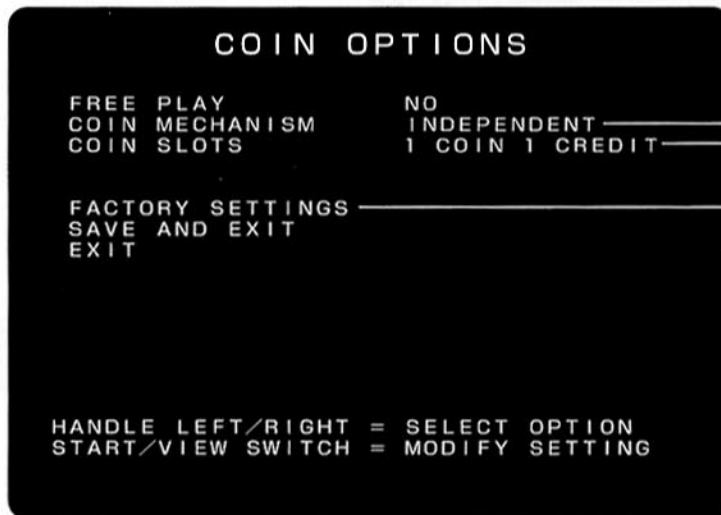 COIN OPTIONS
FREE PLAY NO
COIN MECHANISM INDEPENDENT
COIN SLOTS 1 COIN 1 CREDIT
FACTORY SETTINGS
SAVE AND EXIT
EXIT
HANDLE LEFT/RIGHT = SELECT OPTION
START/VIEW SWITCH = MODIFY SETTING